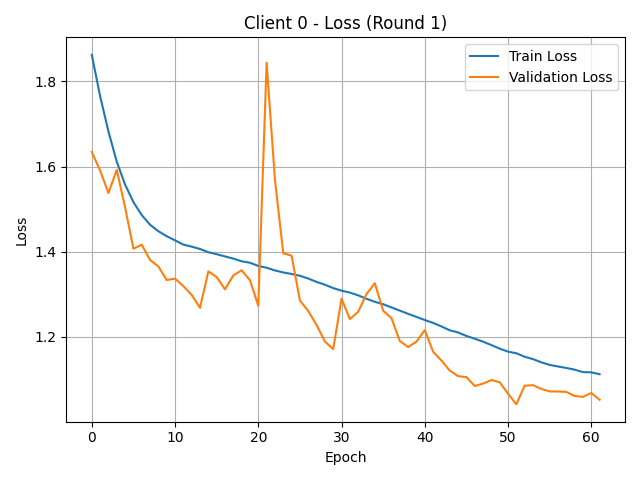 Client 0 - Loss (Round 1)
Train Loss
Validation Loss
1.8
1.6
1.4
1.2
Loss
0 10 20 30 40 50 60
Epoch